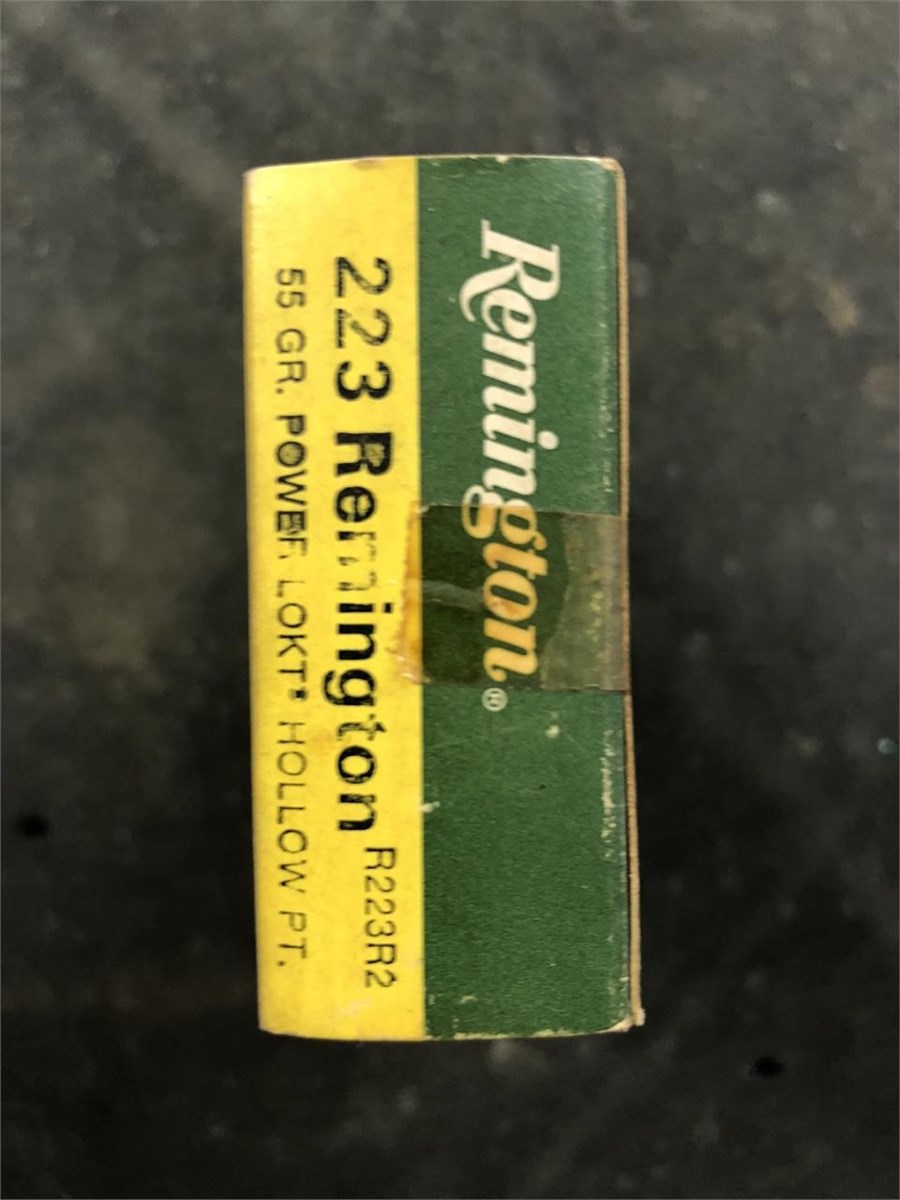 Remington®
223 Remington R223R2
55 GR. POWER LOKT® HOLLOW PT.